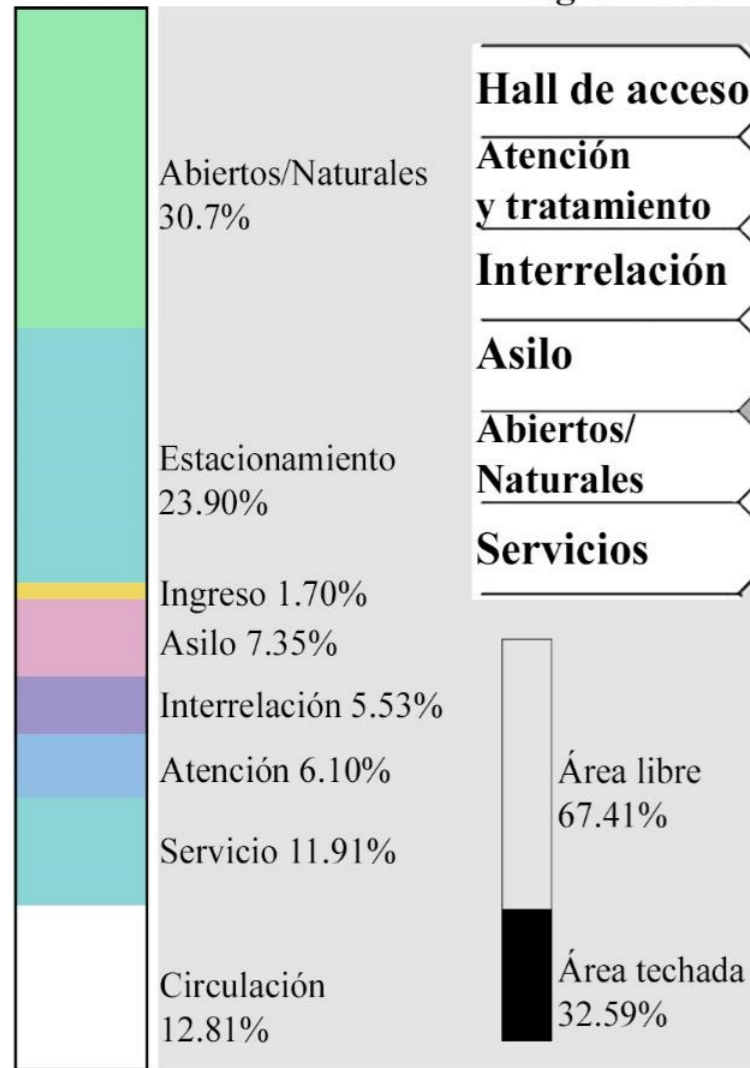 Abiertos/Naturales
30.7%
Estacionamiento
23.90%
Ingreso 1.70%
Asilo 7.35%
Interrelación 5.53%
Atención 6.10%
Servicio 11.91%
Circulación
12.81%
Hall de acceso
Atención
y tratamiento
Interrelación
Asilo
Abiertos/
Naturales
Servicios
Área libre
67.41%
Área techada
32.59%